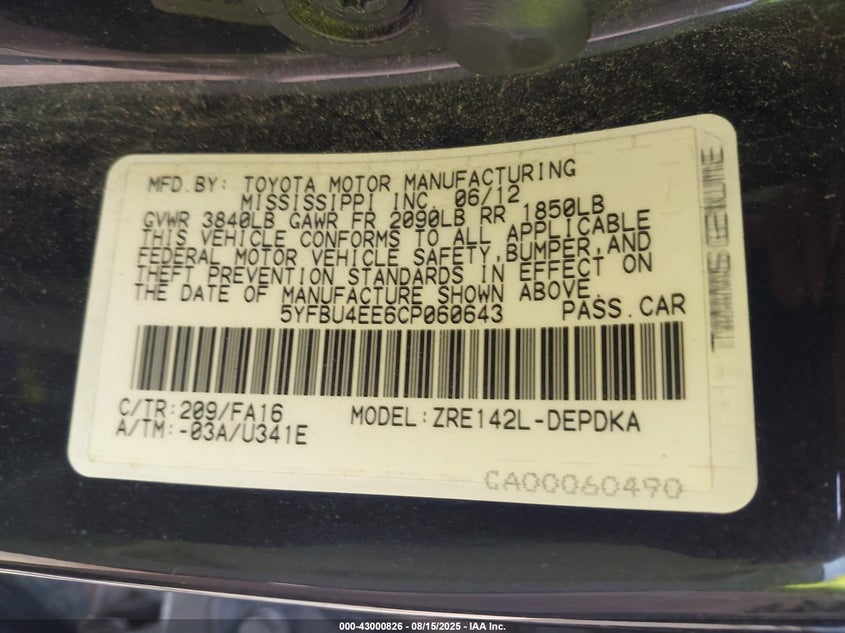 MFD.BY: TOYOTA MOTOR MANUFACTURING
MISSISSIPPI INC. 06/12
GVWR 3840LB GAWR FR 2090LB RR 1850LB
THIS VEHICLE CONFORMS TO ALL APPLICABLE
FEDERAL MOTOR VEHICLE SAFETY,BUMPER,AND
THEFT PREVENTION STANDARDS IN EFFECT ON
THE DATE OF MANUFACTURE SHOWN ABOVE.
5YFBU4EE6CP060643 PASS.CAR
C/TR:209/FA16 MODEL:ZRE142L-DEPDKA
A/TM:-03A/U341E
CA00060490
GENUINE
000-43000826 - 08/15/2025 - IAA Inc.